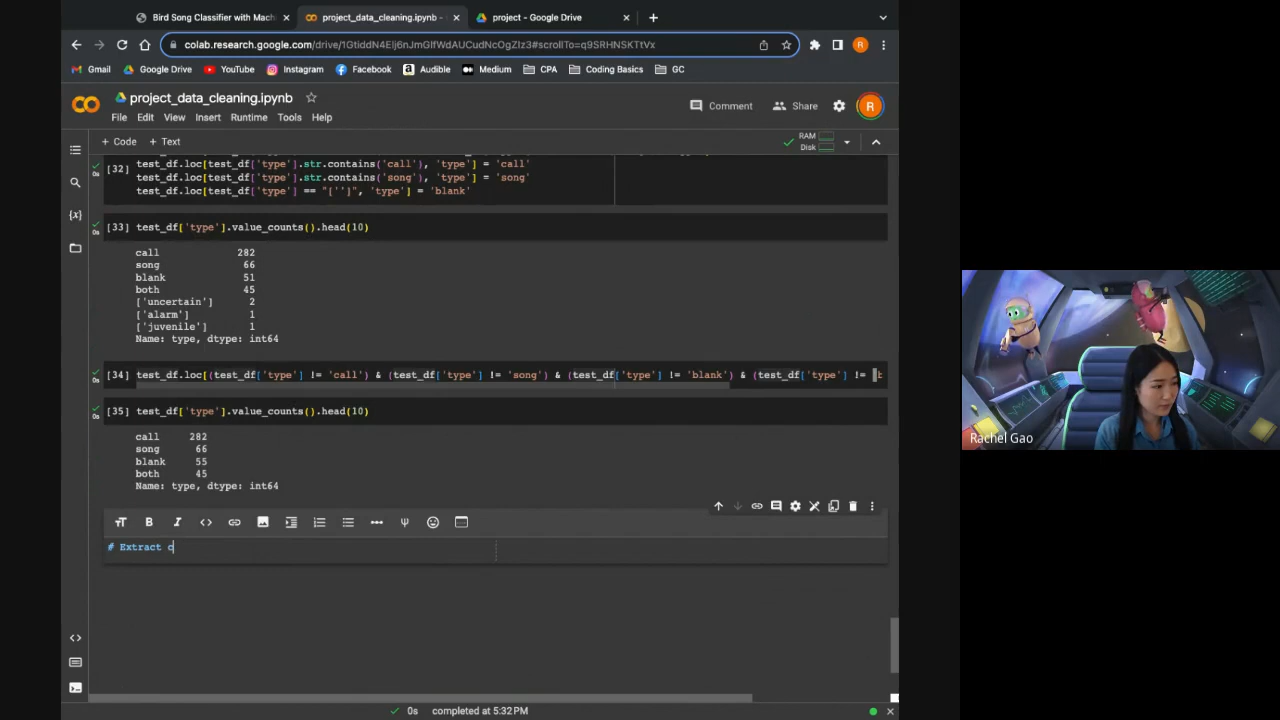 Bird Song Classifier with Mach
project_data_cleaning.ipynb -
project - Google Drive
colab.research.google.com/drive/1GtiddN4Elj6nJmGlfWdAUCudNcOgZIz3#scrollTo=q9SRHNSKTtVx
Gmail
Google Drive
YouTube
Instagram
Facebook
Audible
Medium
CPA
Coding Basics
GC
project_data_cleaning.ipynb
Comment
Share
R
File Edit View Insert Runtime Tools Help
+ Code + Text
RAM
Disk
[32] test_df.loc[test_df['type'].str.contains('call'), 'type'] = 'call'
test_df.loc[test_df['type'].str.contains('song'), 'type'] = 'song'
test_df.loc[test_df['type'] == "['']", 'type'] = 'blank'
[33] test_df['type'].value_counts().head(10)
call 282
song 66
blank 51
both 45
['uncertain'] 2
['alarm'] 1
['juvenile'] 1
Name: type, dtype: int64
[34] test_df.loc[(test_df['type'] != 'call') & (test_df['type'] != 'song') & (test_df['type'] != 'blank') & (test_df['type'] !=
[35] test_df['type'].value_counts().head(10)
call 282
song 66
blank 55
both 45
Name: type, dtype: int64
# Extract c
0s completed at 5:32 PM
Rachel Gao